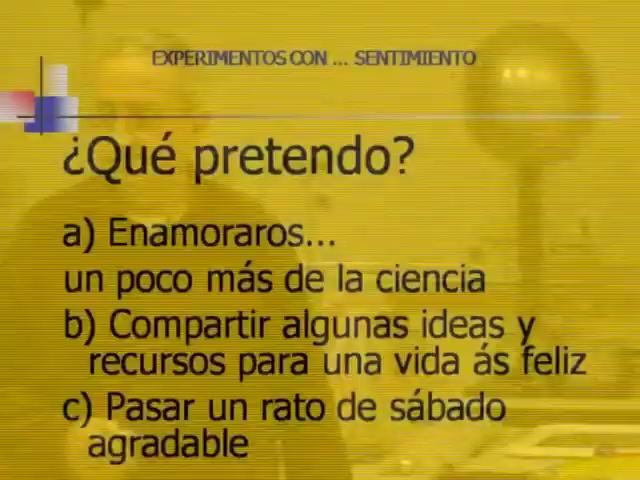 EXPERIMENTOS CON ... SENTIMIENTO
¿Qué pretendo?
a) Enamoraros...
un poco más de la ciencia
b) Compartir algunas ideas y
recursos para una vida ás feliz
c) Pasar un rato de sábado
agradable